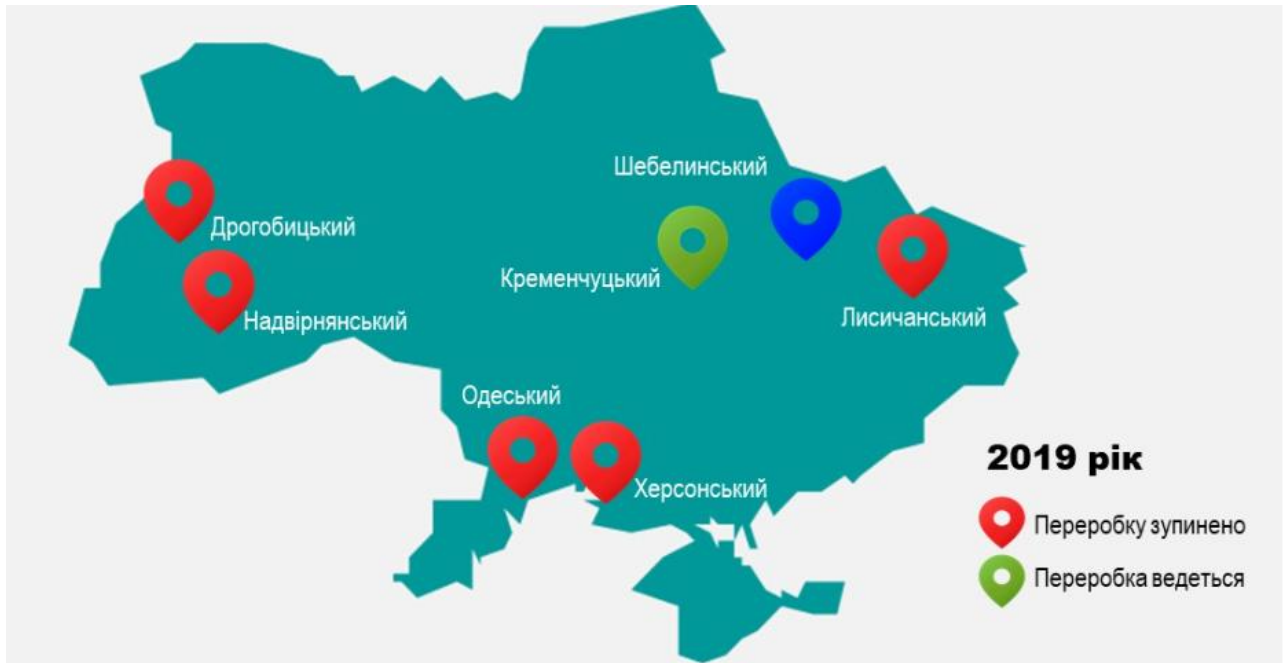 Шебелинський
Дрогобицький
Кременчуцький
Надвірнянський
Лисичанський
Одеський
Херсонський
2019 рік
Переробку зупинено
Переробка ведеться